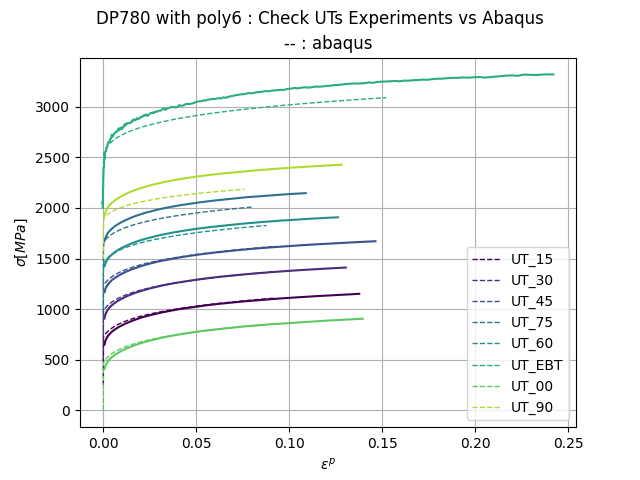 DP780 with poly6 : Check UTs Experiments vs Abaqus
-- : abaqus
3000
2500
2000
1500
1000
500
0
σ[MPa]
UT_15
UT_30
UT_45
UT_75
UT_60
UT_EBT
UT_00
UT_90
0.00 0.05 0.10 0.15 0.20 0.25
ε^p